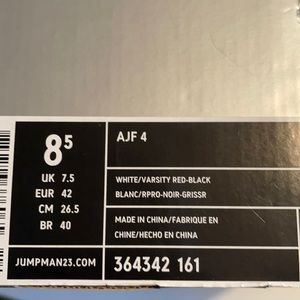 8⁵
AJF 4
UK 7.5
EUR 42
CM 26.5
BR 40
WHITE/VARSITY RED-BLACK
BLANC/RPRO-NOIR-GRISSR
MADE IN CHINA/FABRIQUE EN
CHINE/HECHO EN CHINA
JUMPMAN23.COM
364342 161